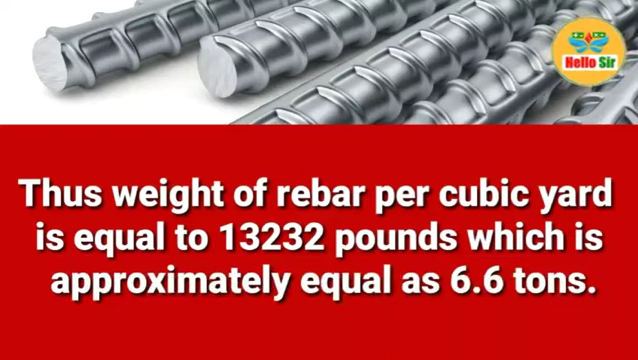 Hello Sir
Thus weight of rebar per cubic yard
is equal to 13232 pounds which is
approximately equal as 6.6 tons.